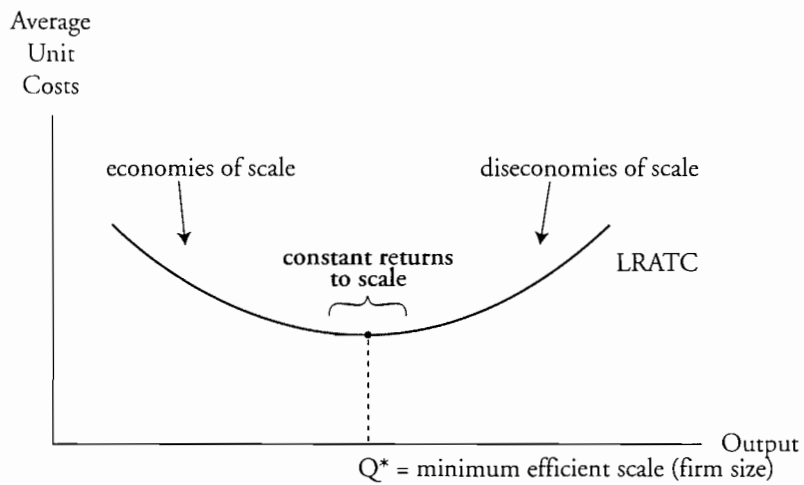 Average
Unit
Costs
economies of scale
diseconomies of scale
constant returns
to scale
LRATC
Output
Q* = minimum efficient scale (firm size)